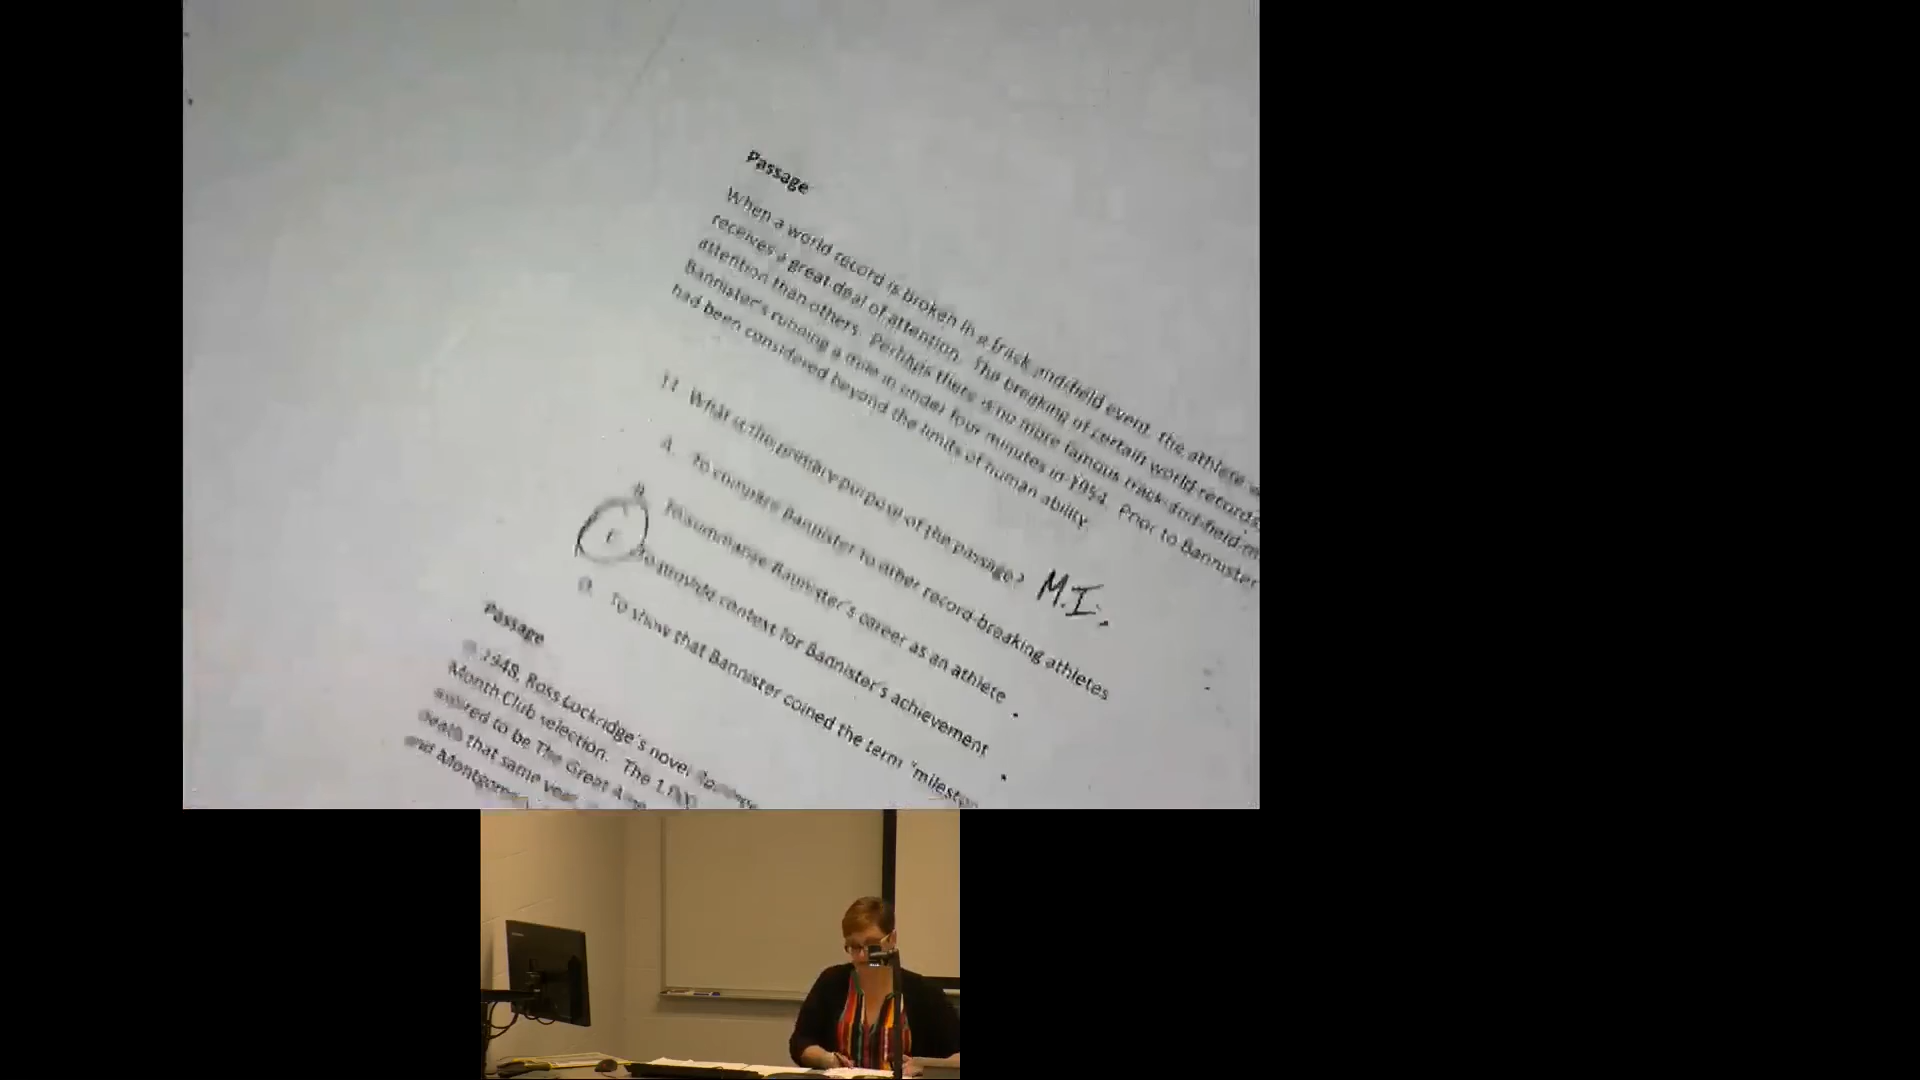 Passage
When a world record is broken in a track and field event, the athlete
receives a great deal of attention. The breaking of certain world records
attention than others. Perhaps there is no more famous track-and-field
Bannister's running a mile in under four minutes in 1954. Prior to Bannister
had been considered beyond the limits of human ability.
11 What is the primary purpose of the passage? M.I.
A. To compare Bannister to other record-breaking athletes
B To summarise Bannister's career as an athlete
C To provide context for Bannister's achievement
D. To show that Bannister coined the term "mileston
Passage
1948, Ross Lockridge's novel
Month Club selection. The
aspired to be The Great
death that same year
and